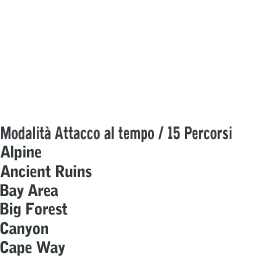 Modalità Attacco al tempo / 15 Percorsi
Alpine
Ancient Ruins
Bay Area
Big Forest
Canyon
Cape Way